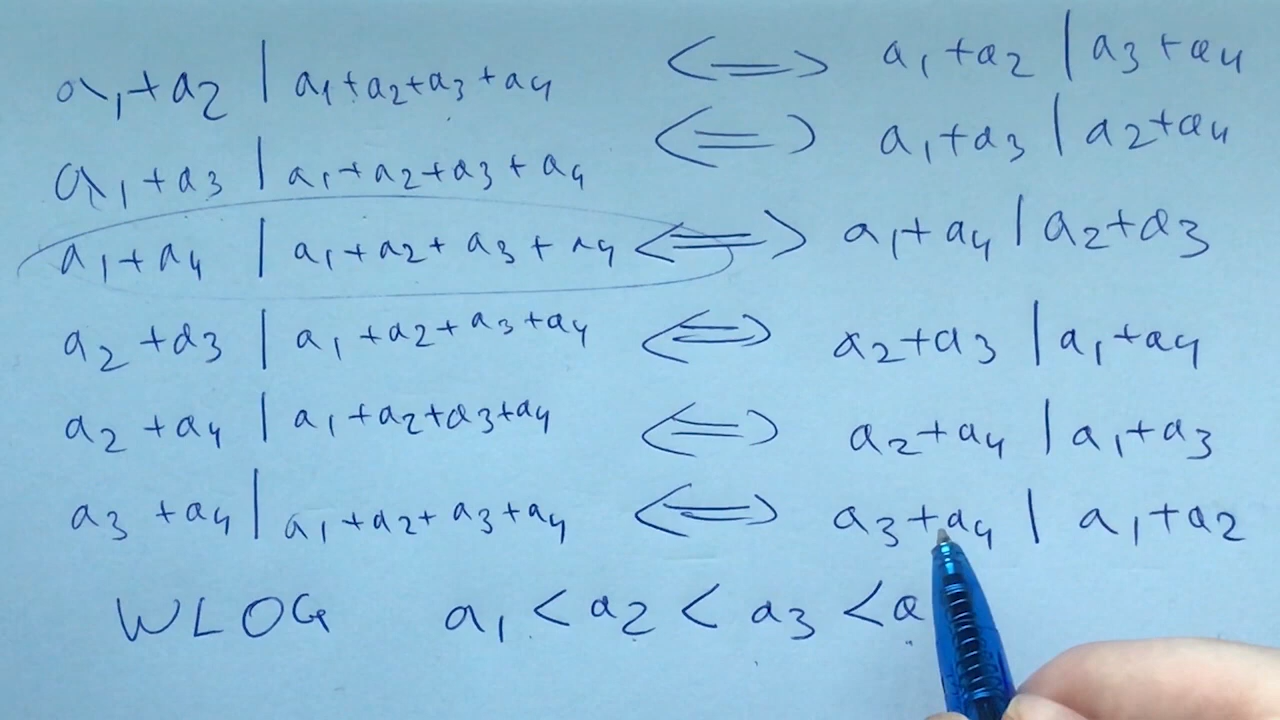 a₁+a₂ | a₁+a₂+a₃+a₄ <=> a₁+a₂ | a₃+a₄
a₁+a₃ | a₁+a₂+a₃+a₄ <=> a₁+a₃ | a₂+a₄
a₁+a₄ | a₁+a₂+a₃+a₄ <=> a₁+a₄ | a₂+a₃
a₂+a₃ | a₁+a₂+a₃+a₄ <=> a₂+a₃ | a₁+a₄
a₂+a₄ | a₁+a₂+a₃+a₄ <=> a₂+a₄ | a₁+a₃
a₃+a₄ | a₁+a₂+a₃+a₄ <=> a₃+a₄ | a₁+a₂
WLOG a₁<a₂<a₃<a